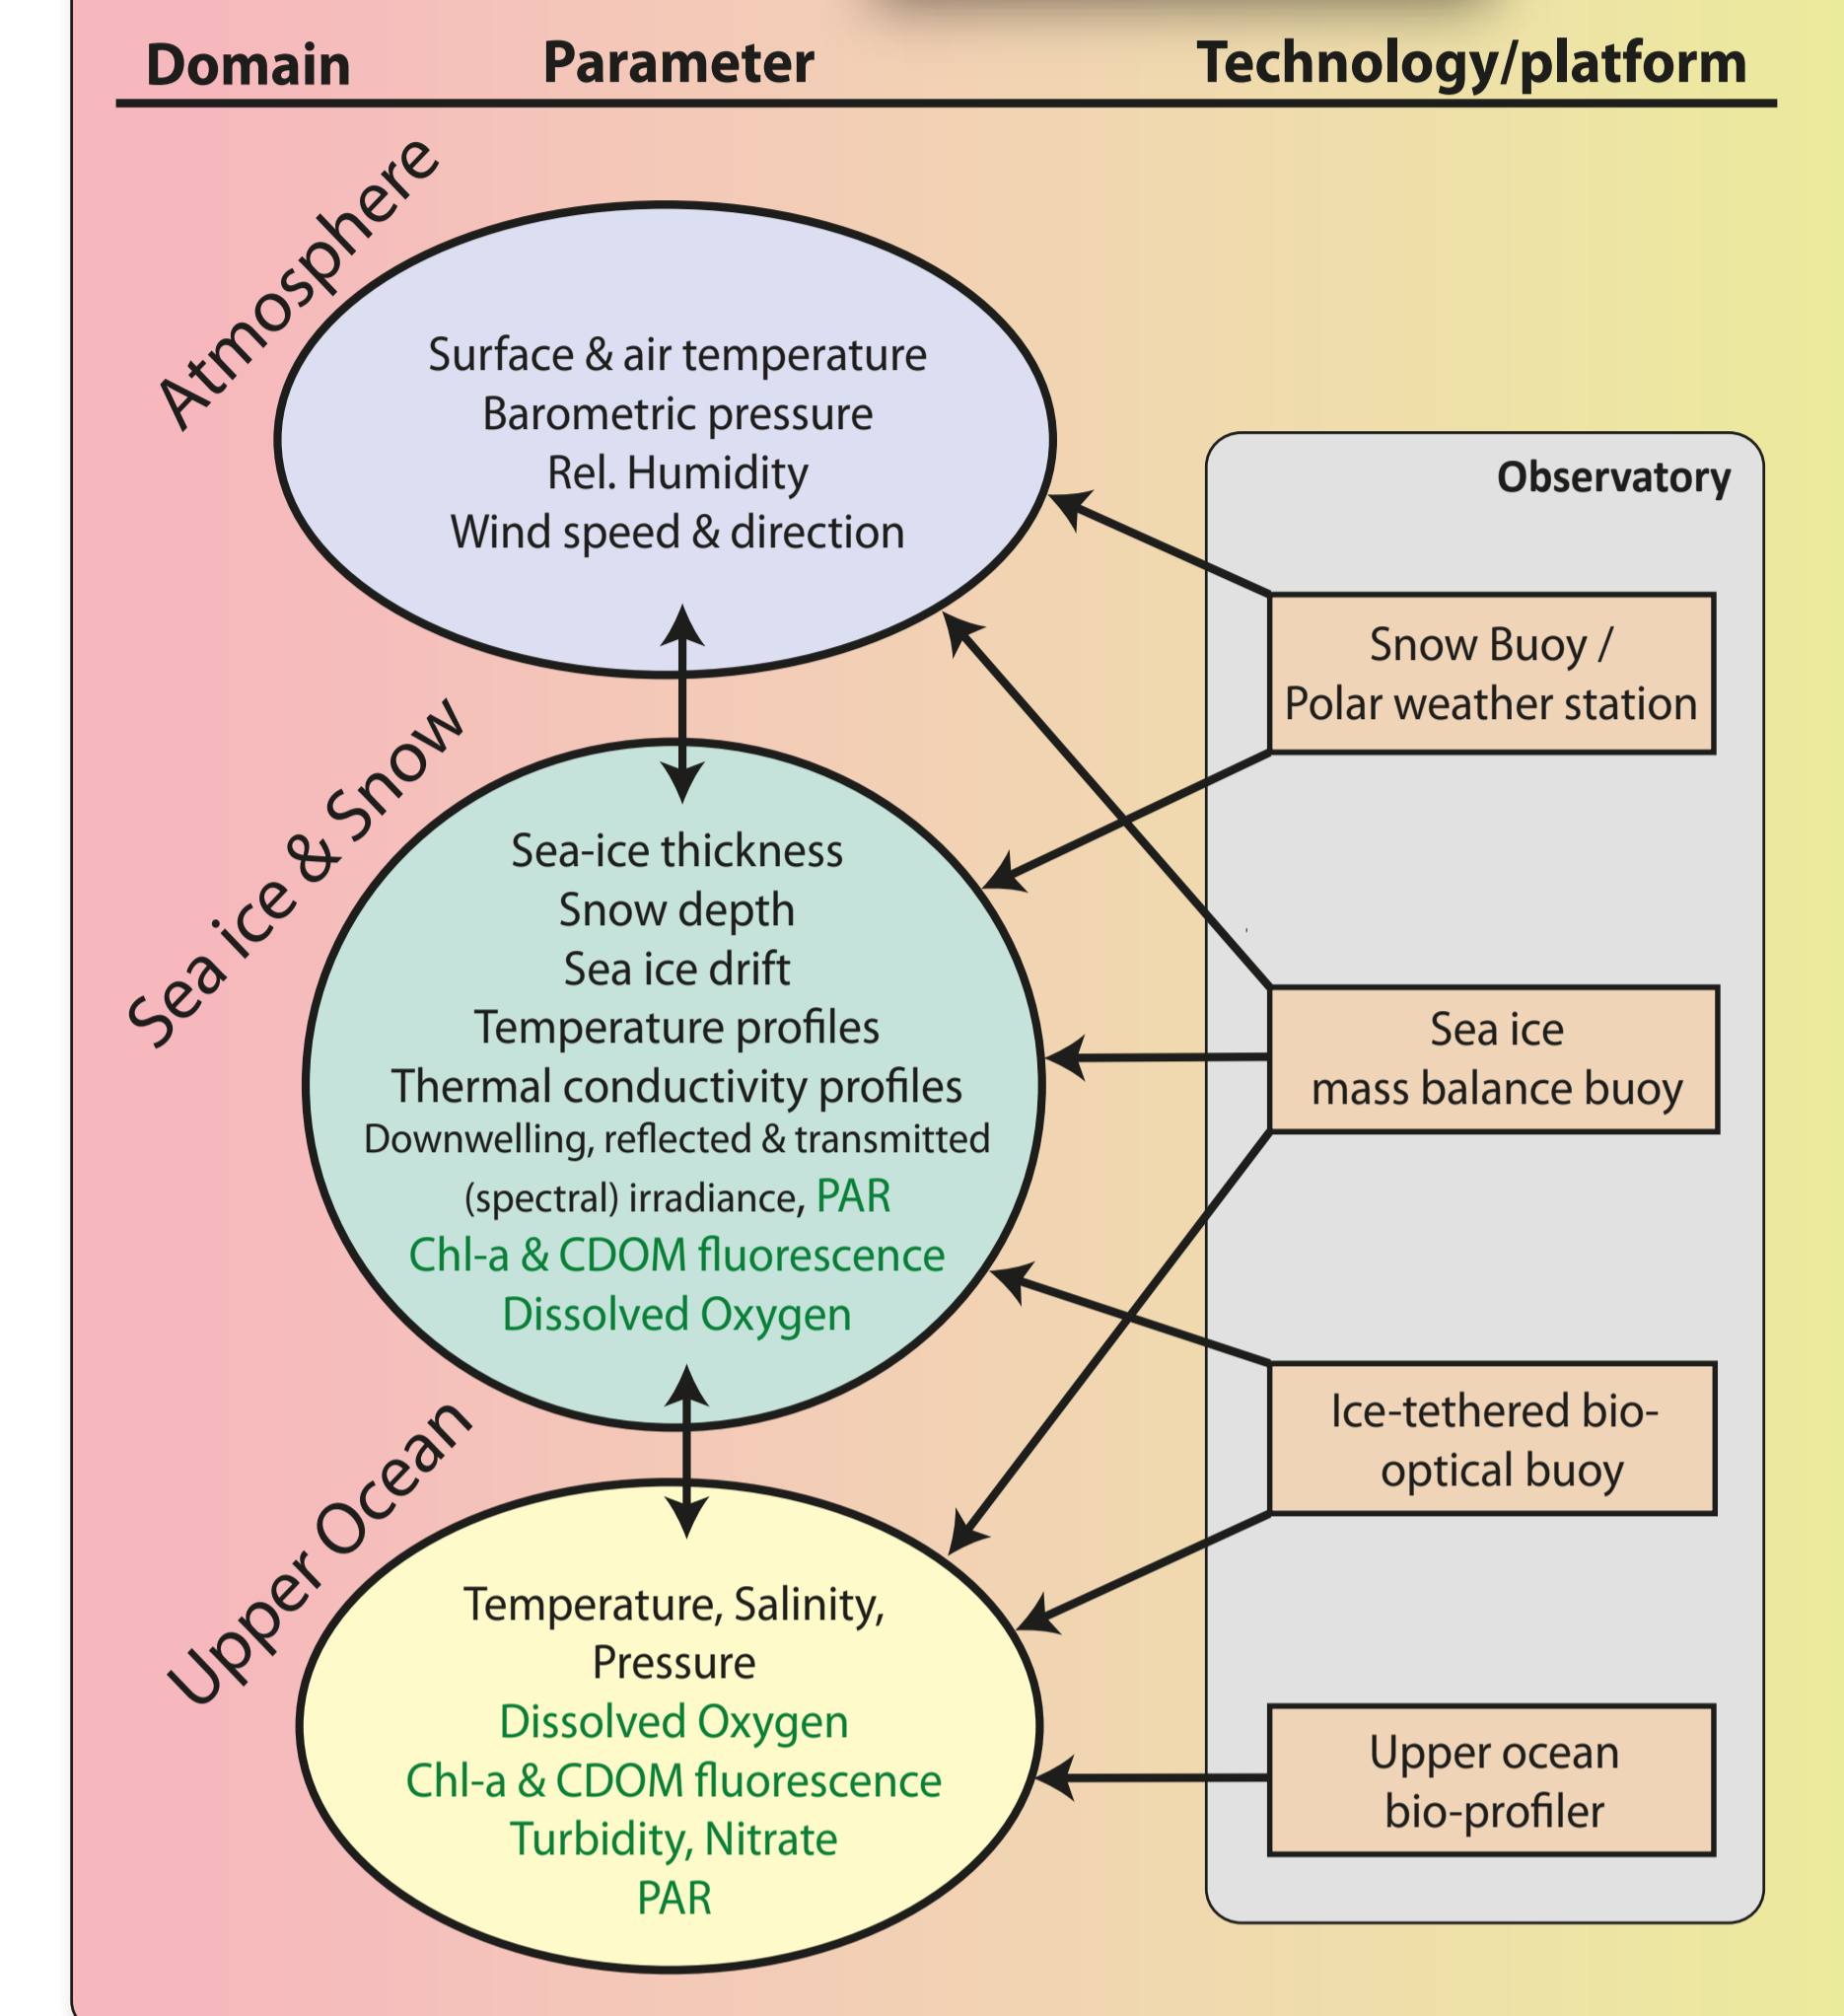 Domain
Parameter
Technology/platform
Atmosphere
Surface & air temperature
Barometric pressure
Rel. Humidity
Wind speed & direction
Observatory
Snow Buoy /
Polar weather station
Sea ice & Snow
Sea-ice thickness
Snow depth
Sea ice drift
Temperature profiles
Thermal conductivity profiles
Downwelling, reflected & transmitted
(spectral) irradiance, PAR
Chl-a & CDOM fluorescence
Dissolved Oxygen
Sea ice
mass balance buoy
Ice-tethered bio-
optical buoy
Upper Ocean
Temperature, Salinity,
Pressure
Dissolved Oxygen
Chl-a & CDOM fluorescence
Turbidity, Nitrate
PAR
Upper ocean
bio-profiler